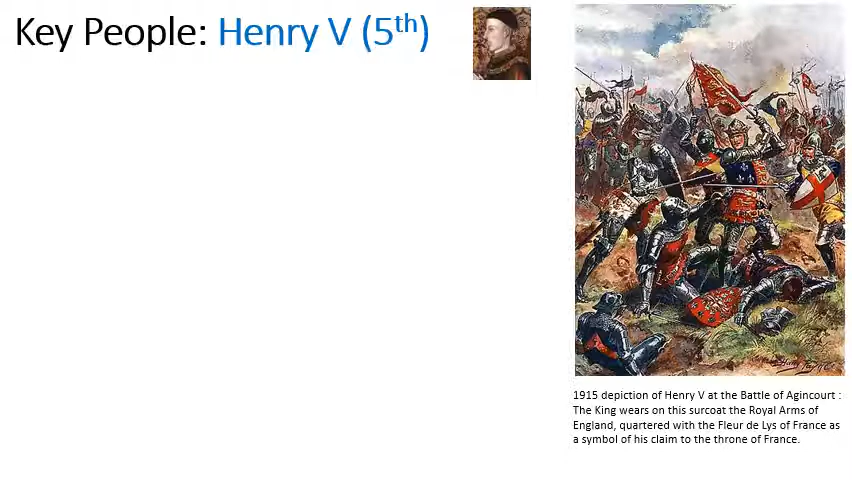 Key People: Henry V (5th)
1915 depiction of Henry V at the Battle of Agincourt :
The King wears on this surcoat the Royal Arms of
England, quartered with the Fleur de Lys of France as
a symbol of his claim to the throne of France.